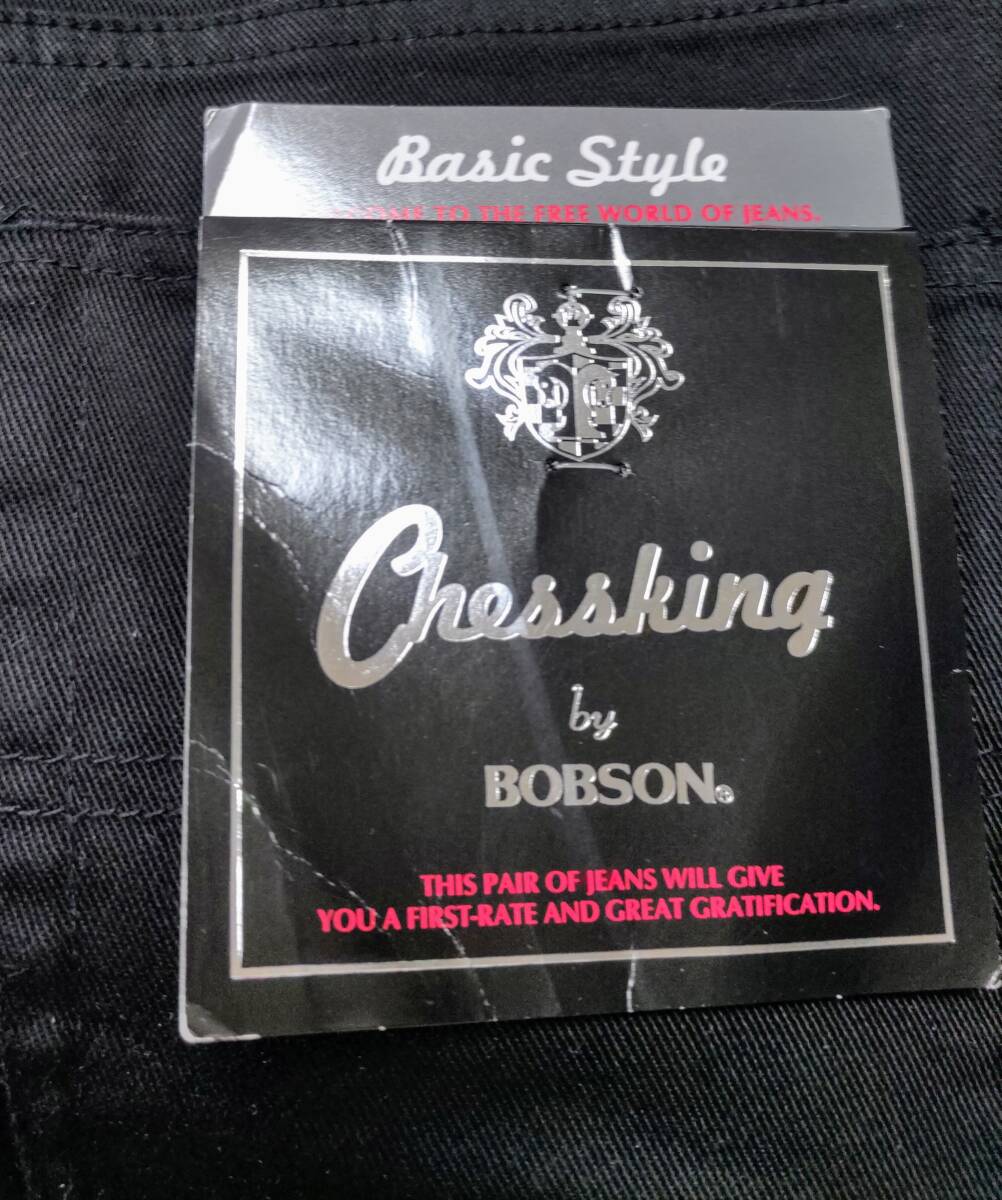 Basic Style
TO THE FREE WORLD OF JEANS.
Chessking
by
BOBSON®
THIS PAIR OF JEANS WILL GIVE
YOU A FIRST-RATE AND GREAT GRATIFICATION.